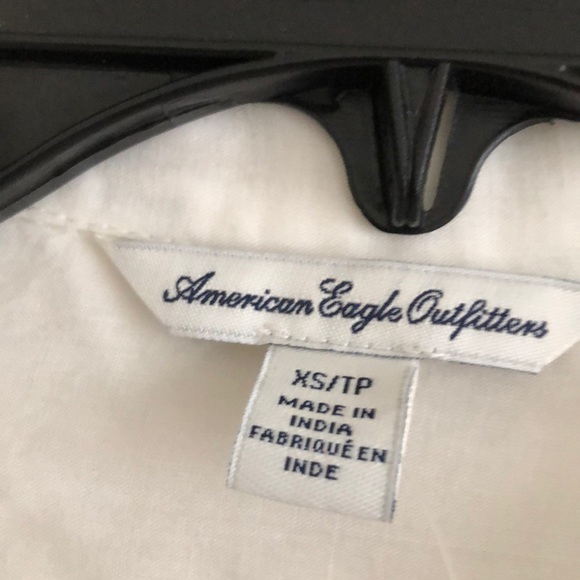 American Eagle Outfitters
XS/TP
MADE IN
INDIA
FABRIQUÉ EN
INDE